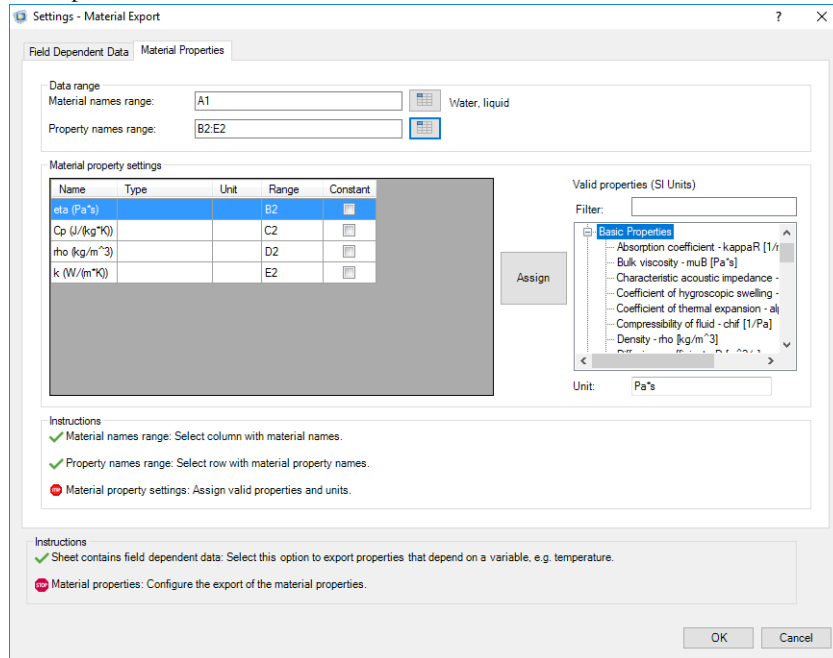 Settings - Material Export
?
Field Dependent Data
Material Properties
Data range
Material names range:
A1
Water, liquid
Property names range:
B2:E2
Material property settings
Name Type Unit Range Constant
eta (Pa*s) B2
Cp (J/(kg*K)) C2
rho (kg/m^3) D2
k (W/(m*K)) E2
Assign
Valid properties (SI Units)
Filter:
Basic Properties
Absorption coefficient - kappaR [1/
Bulk viscosity - muB [Pa*s]
Characteristic acoustic impedance -
Coefficient of hygroscopic swelling -
Coefficient of thermal expansion - al
Compressibility of fluid - chif [1/Pa]
Density - rho [kg/m^3]
Unit:
Pa*s
Instructions
Material names range: Select column with material names.
Property names range: Select row with material property names.
STOP Material property settings: Assign valid properties and units.
Instructions
Sheet contains field dependent data: Select this option to export properties that depend on a variable, e.g. temperature.
STOP Material properties: Configure the export of the material properties.
OK
Cancel